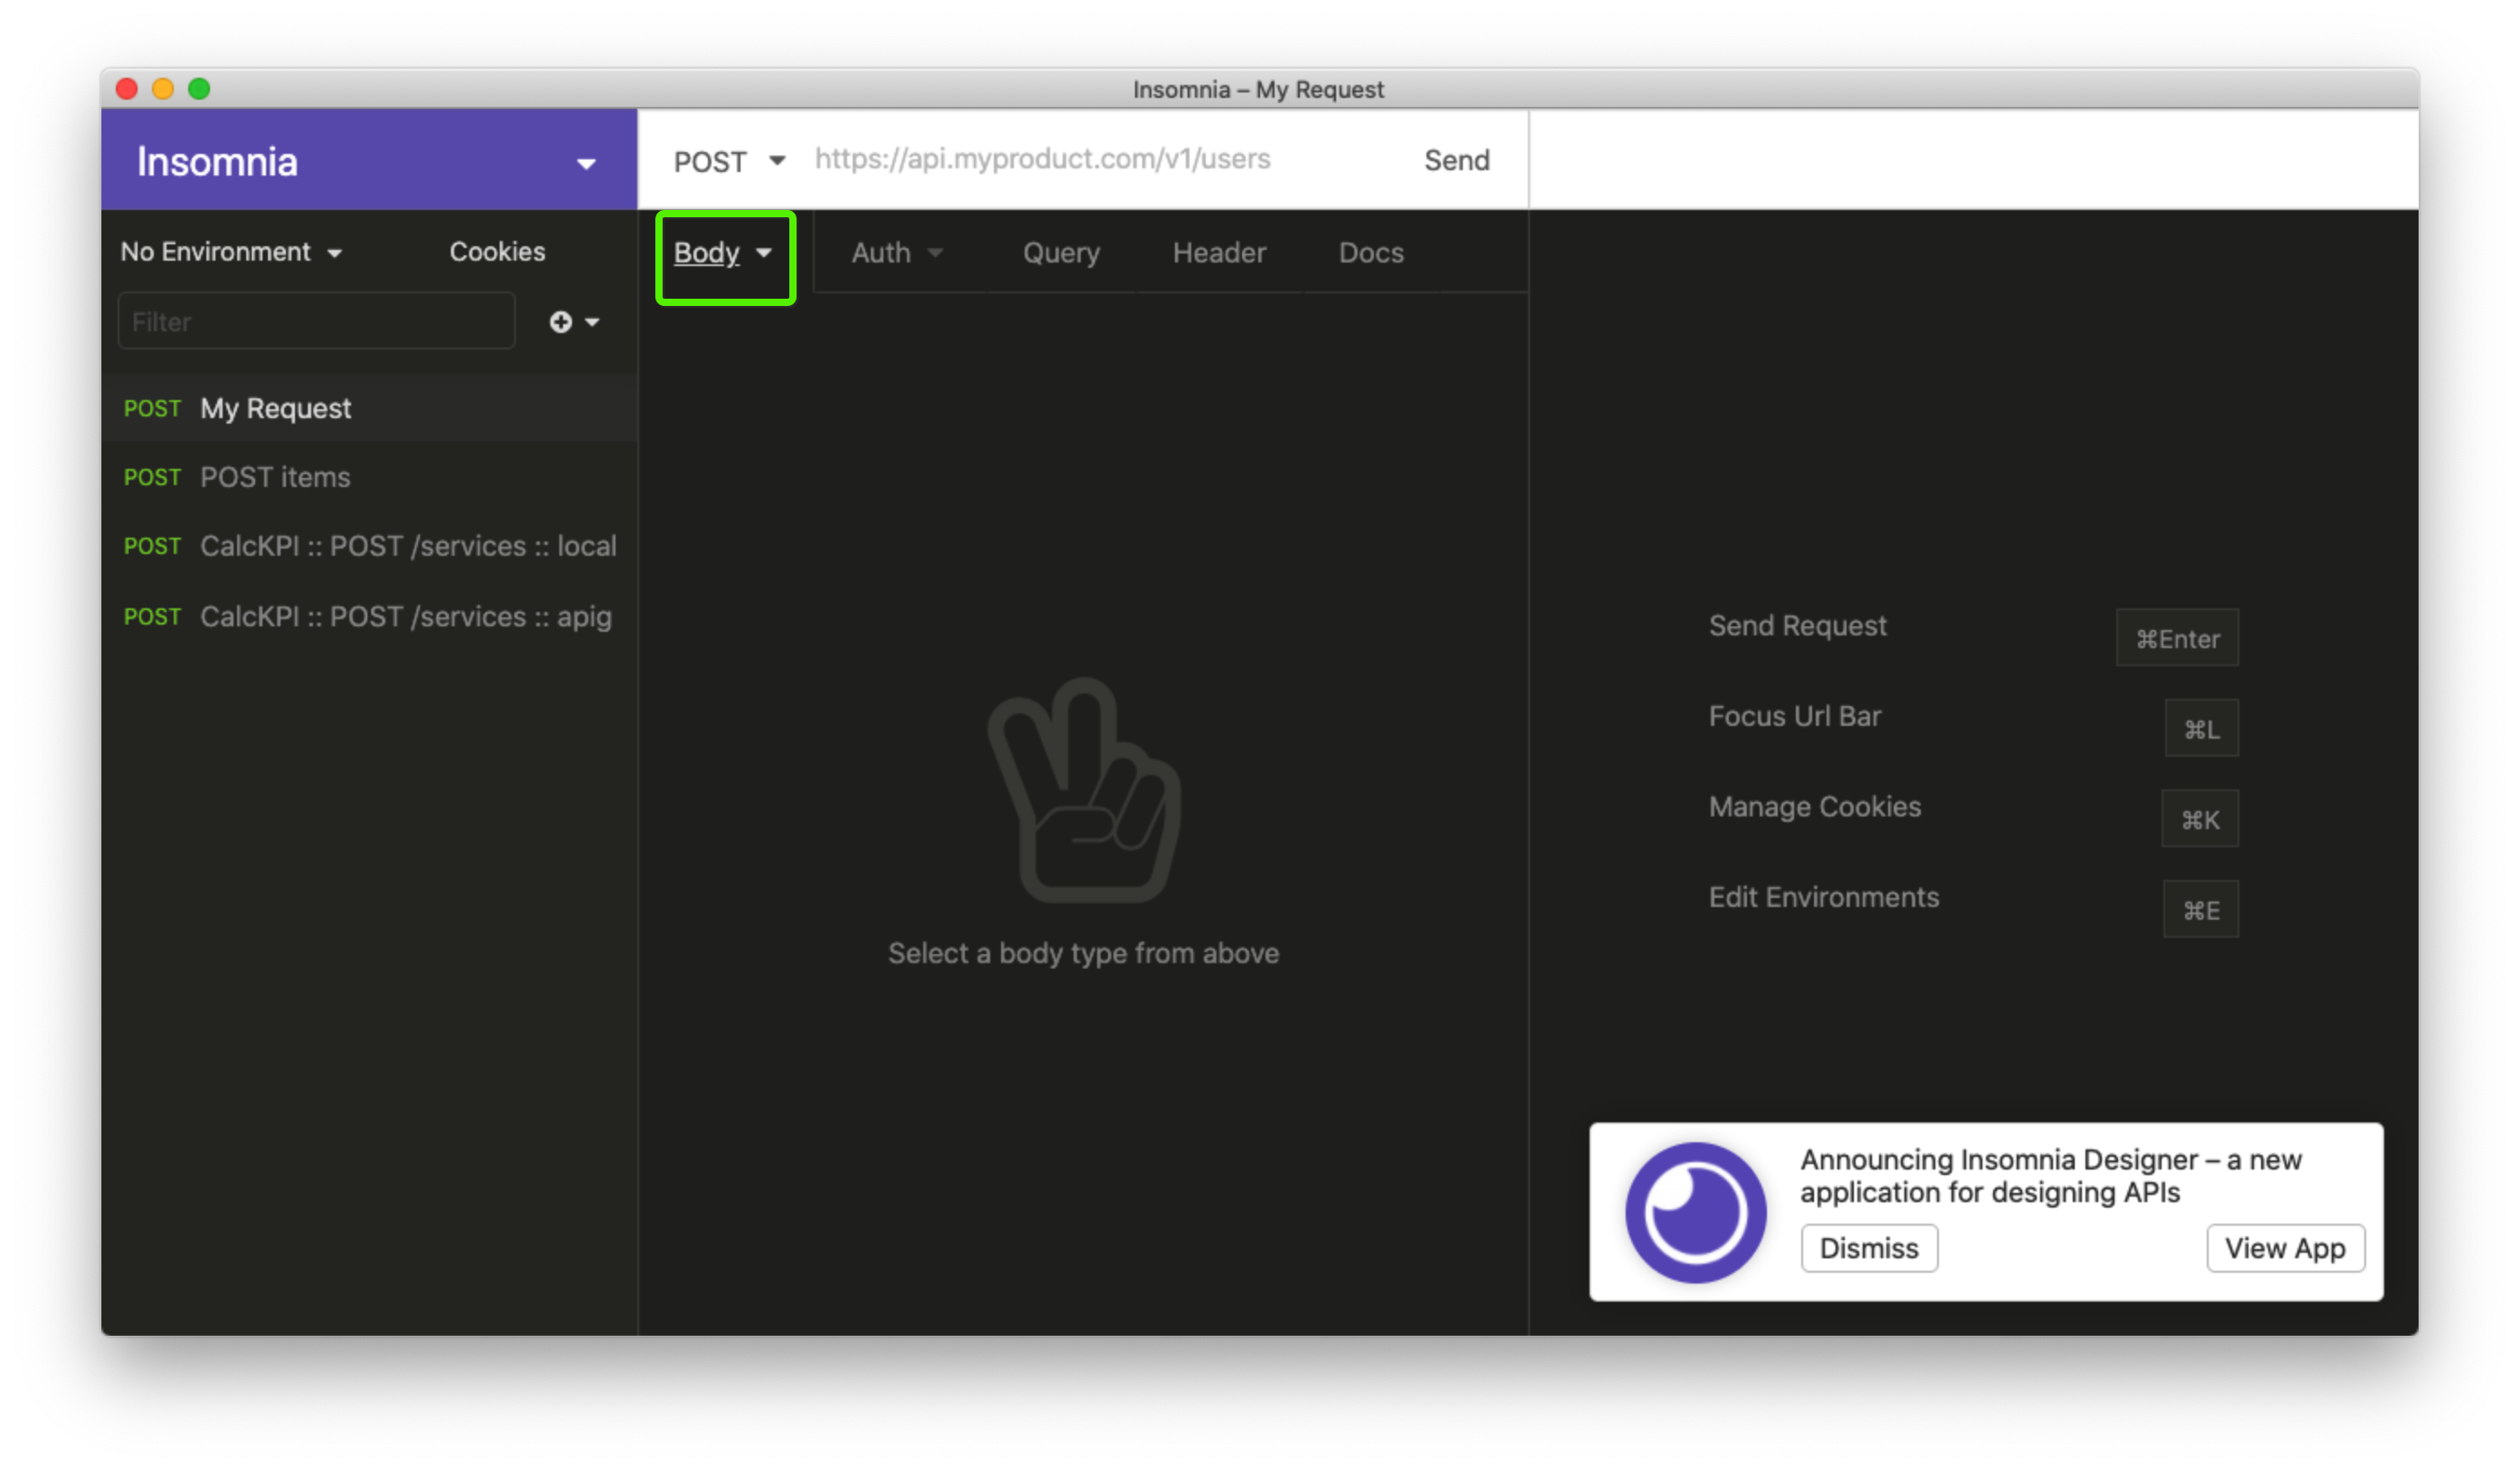 Insomnia – My Request
Insomnia
POST https://api.myproduct.com/v1/users Send
No Environment Cookies
Body Auth Query Header Docs
Filter
POST My Request
POST POST items
POST CalcKPI :: POST /services :: local
POST CalcKPI :: POST /services :: apig
Select a body type from above
Send Request ⌘Enter
Focus Url Bar ⌘L
Manage Cookies ⌘K
Edit Environments ⌘E
Announcing Insomnia Designer – a new
application for designing APIs
Dismiss View App